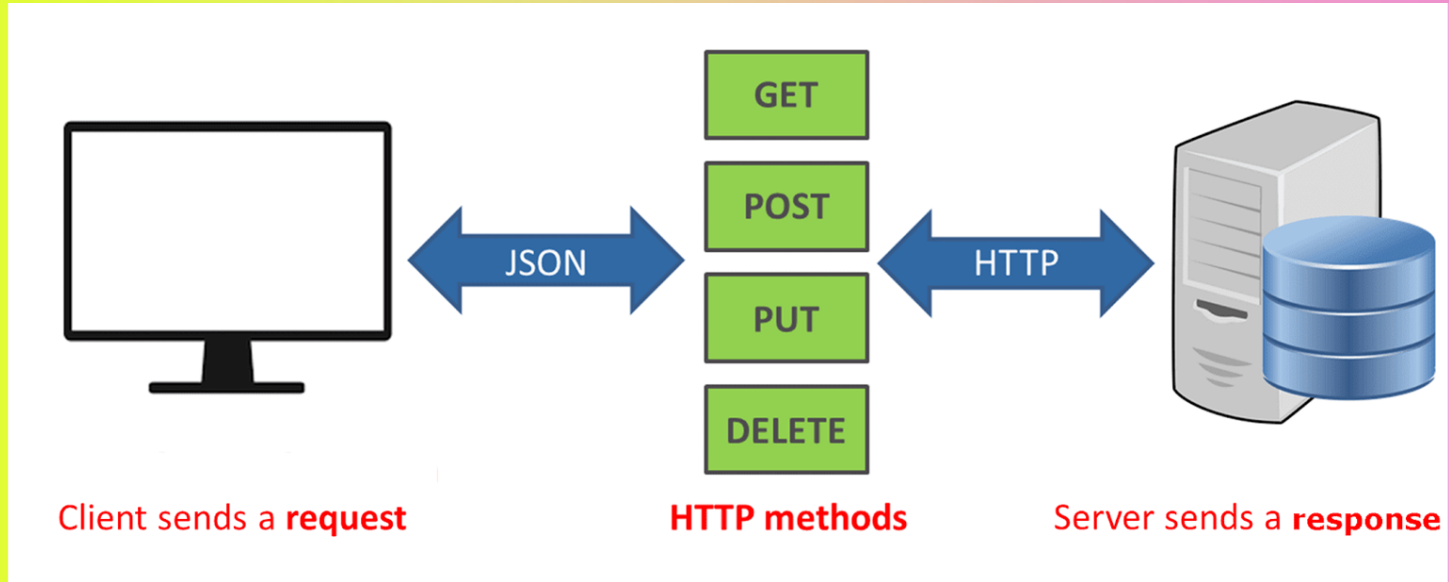 GET
POST
PUT
DELETE
JSON
HTTP
Client sends a request
HTTP methods
Server sends a response